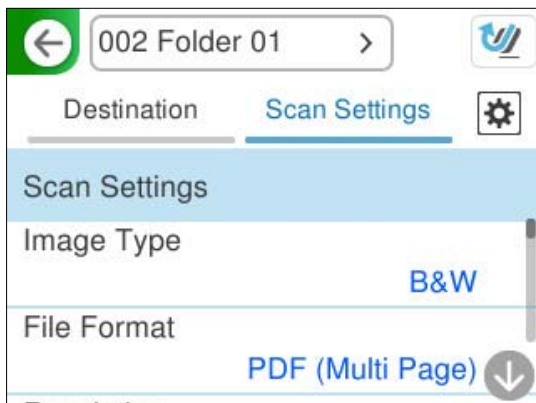 002 Folder 01
Destination
Scan Settings
Scan Settings
Image Type
B&W
File Format
PDF (Multi Page)